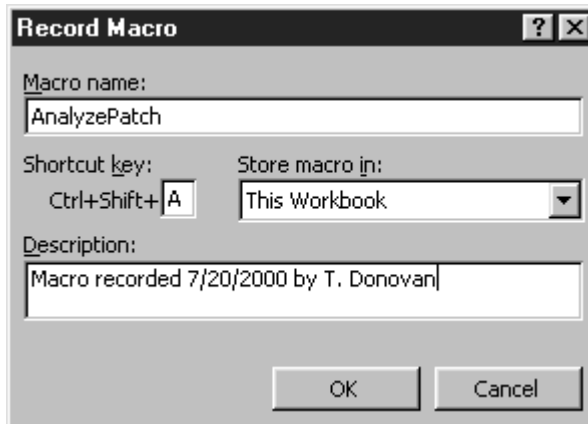 Record Macro ? X
Macro name:
AnalyzePatch
Shortcut key: Store macro in:
Ctrl+Shift+ A This Workbook
Description:
Macro recorded 7/20/2000 by T. Donovan
OK Cancel